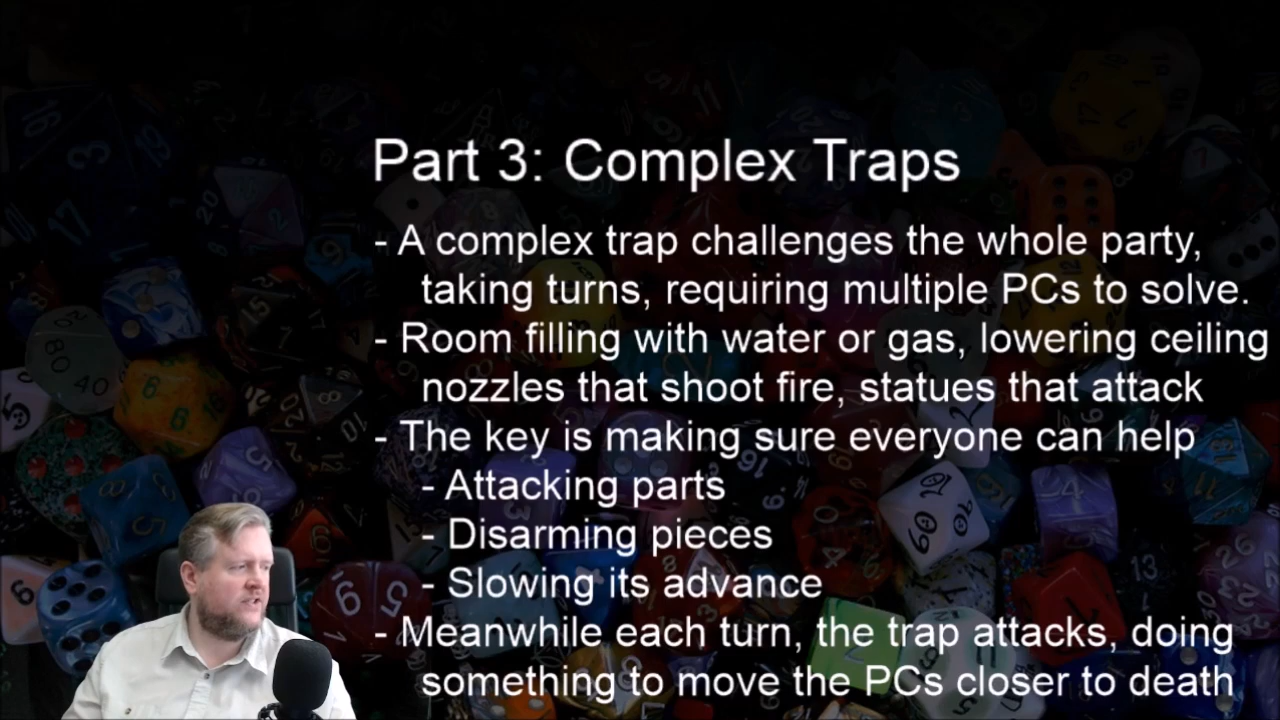 Part 3: Complex Traps
- A complex trap challenges the whole party,
taking turns, requiring multiple PCs to solve.
- Room filling with water or gas, lowering ceiling
nozzles that shoot fire, statues that attack
- The key is making sure everyone can help
- Attacking parts
- Disarming pieces
- Slowing its advance
- Meanwhile each turn, the trap attacks, doing
something to move the PCs closer to death